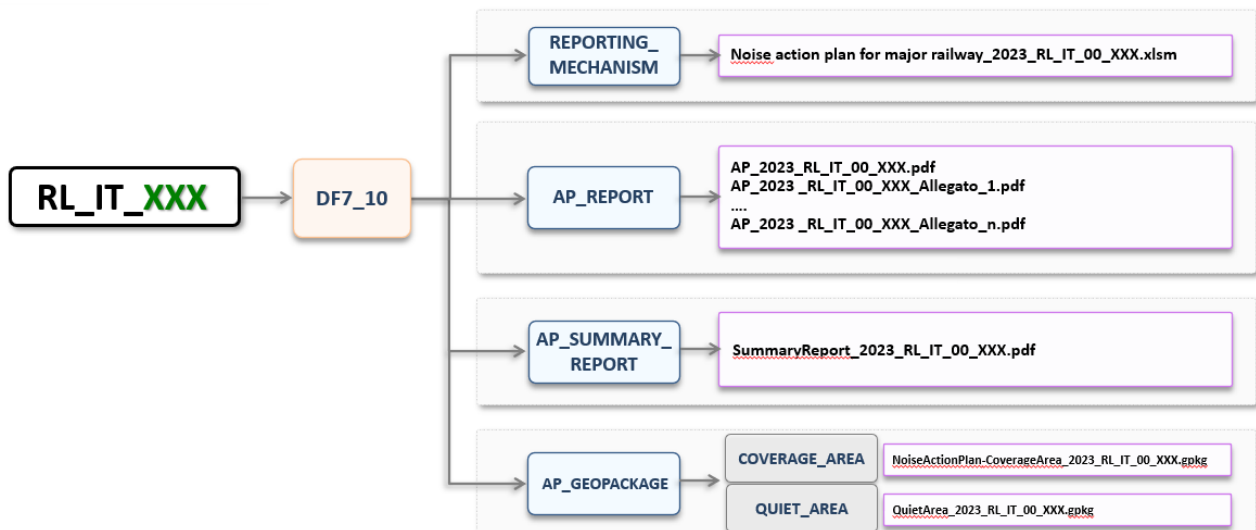 REPORTING_
MECHANISM
Noise action plan for major railway_2023_RL_IT_00_XXX.xlsm
RL_IT_XXX
DF7_10
AP_REPORT
AP_2023_RL_IT_00_XXX.pdf
AP_2023 _RL_IT_00_XXX_Allegato_1.pdf
....
AP_2023 _RL_IT_00_XXX_Allegato_n.pdf
AP_SUMMARY_
REPORT
SummaryReport_2023_RL_IT_00_XXX.pdf
AP_GEOPACKAGE
COVERAGE_AREA
NoiseActionPlan-CoverageArea_2023_RL_IT_00_XXX.gpkg
QUIET_AREA
QuietArea_2023_RL_IT_00_XXX.gpkg